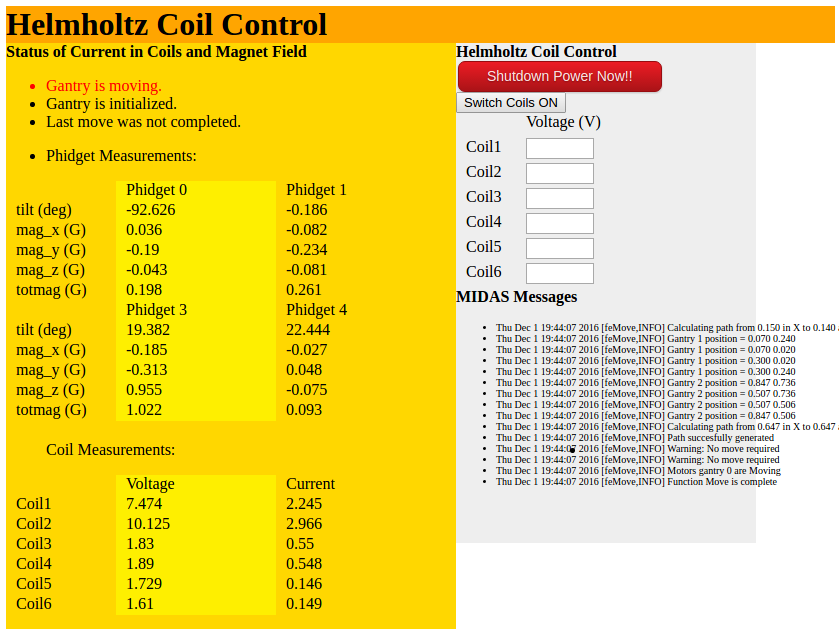 Helmholtz Coil Control
Status of Current in Coils and Magnet Field
Gantry is moving.
Gantry is initialized.
Last move was not completed.
Phidget Measurements:
Phidget 0 Phidget 1
tilt (deg) -92.626 -0.186
mag_x (G) 0.036 -0.082
mag_y (G) -0.19 -0.234
mag_z (G) -0.043 -0.081
totmag (G) 0.198 0.261
Phidget 3 Phidget 4
tilt (deg) 19.382 22.444
mag_x (G) -0.185 -0.027
mag_y (G) -0.313 0.048
mag_z (G) 0.955 -0.075
totmag (G) 1.022 0.093
Coil Measurements:
Voltage Current
Coil1 7.474 2.245
Coil2 10.125 2.966
Coil3 1.83 0.55
Coil4 1.89 0.548
Coil5 1.729 0.146
Coil6 1.61 0.149
Helmholtz Coil Control
Shutdown Power Now!!
Switch Coils ON
Voltage (V)
Coil1
Coil2
Coil3
Coil4
Coil5
Coil6
MIDAS Messages
Thu Dec 1 19:44:07 2016 [feMove,INFO] Calculating path from 0.150 in X to 0.140
Thu Dec 1 19:44:07 2016 [feMove,INFO] Gantry 1 position = 0.070 0.240
Thu Dec 1 19:44:07 2016 [feMove,INFO] Gantry 1 position = 0.070 0.020
Thu Dec 1 19:44:07 2016 [feMove,INFO] Gantry 1 position = 0.300 0.020
Thu Dec 1 19:44:07 2016 [feMove,INFO] Gantry 1 position = 0.300 0.240
Thu Dec 1 19:44:07 2016 [feMove,INFO] Gantry 2 position = 0.847 0.736
Thu Dec 1 19:44:07 2016 [feMove,INFO] Gantry 2 position = 0.507 0.736
Thu Dec 1 19:44:07 2016 [feMove,INFO] Gantry 2 position = 0.507 0.506
Thu Dec 1 19:44:07 2016 [feMove,INFO] Gantry 2 position = 0.847 0.506
Thu Dec 1 19:44:07 2016 [feMove,INFO] Calculating path from 0.647 in X to 0.647
Thu Dec 1 19:44:07 2016 [feMove,INFO] Path succesfully generated
Thu Dec 1 19:44:07 2016 [feMove,INFO] Warning: No move required
Thu Dec 1 19:44:07 2016 [feMove,INFO] Warning: No move required
Thu Dec 1 19:44:07 2016 [feMove,INFO] Motors gantry 0 are Moving
Thu Dec 1 19:44:07 2016 [feMove,INFO] Function Move is complete